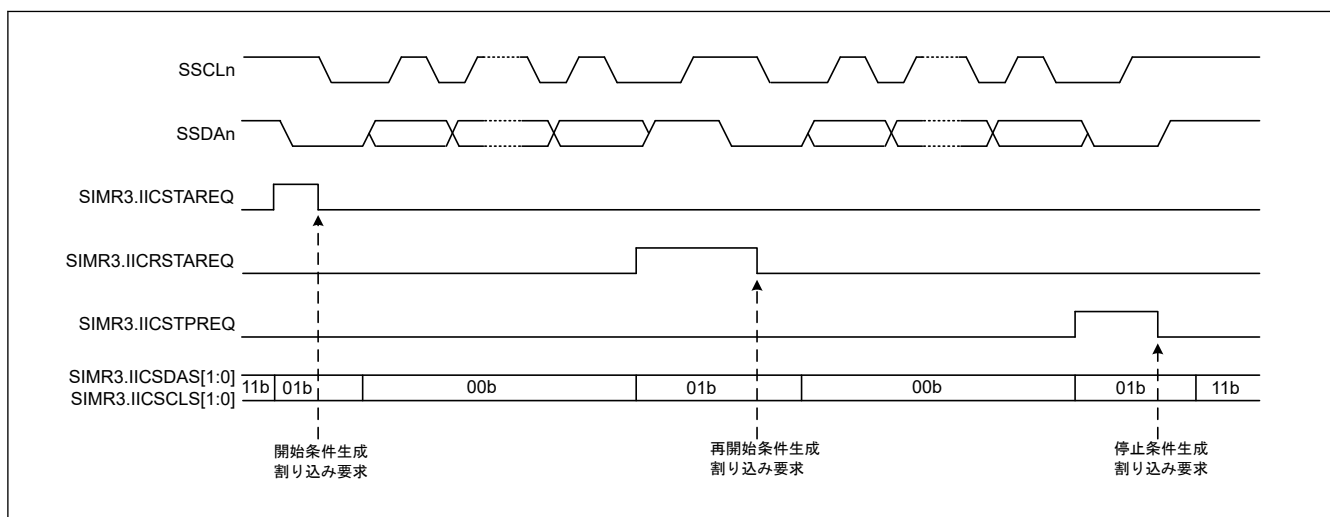 SSCLn
SSDAn
SIMR3.IICSTAREQ
SIMR3.IICRSTAREQ
SIMR3.IICSTPREQ
SIMR3.IICSDAS[1:0]
SIMR3.IICSCLS[1:0]
11b 01b 00b 01b 00b 01b 11b
開始条件生成
割り込み要求
再開始条件生成
割り込み要求
停止条件生成
割り込み要求